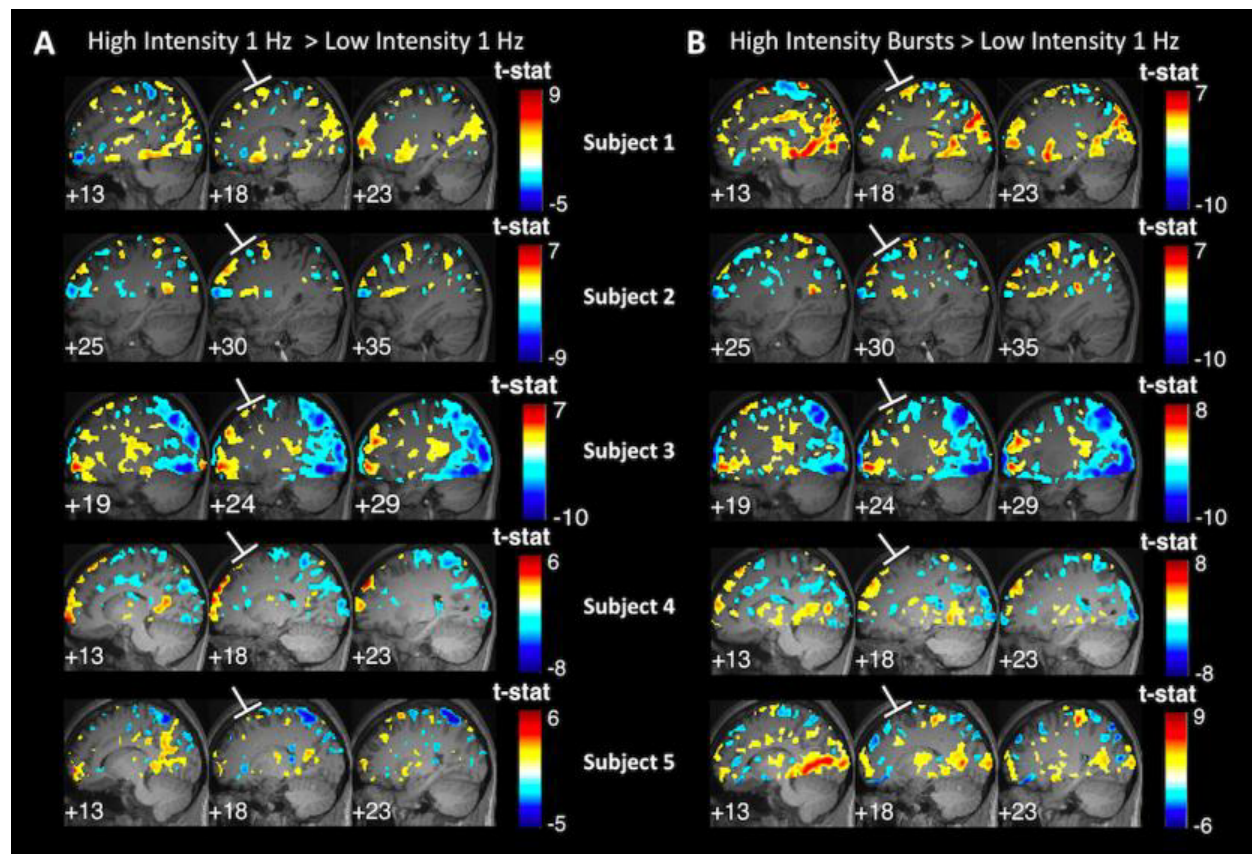 A High Intensity 1 Hz > Low Intensity 1 Hz
B High Intensity Bursts > Low Intensity 1 Hz
t-stat
9
-5
+13 +18 +23
Subject 1
t-stat
7
-10
+13 +18 +23
t-stat
7
-9
+25 +30 +35
Subject 2
t-stat
7
-10
+25 +30 +35
t-stat
7
-10
+19 +24 +29
Subject 3
t-stat
8
-10
+19 +24 +29
t-stat
6
-8
+13 +18 +23
Subject 4
t-stat
8
-8
+13 +18 +23
t-stat
6
-5
+13 +18 +23
Subject 5
t-stat
9
-6
+13 +18 +23